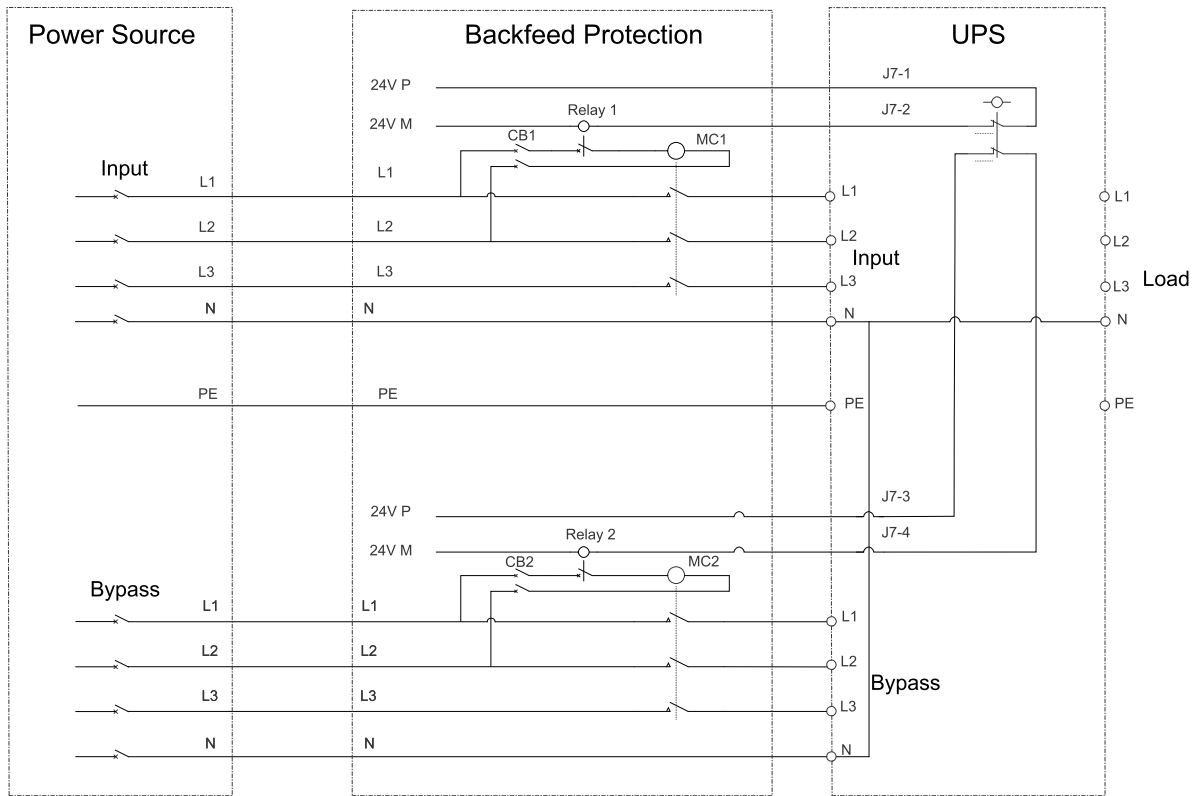 Power Source
Backfeed Protection
UPS
24V P
J7-1
24V M
Relay 1
J7-2
CB1
MC1
Input
L1
L1
L1
L1
L2
L2
L2
L2
Input
L3
L3
L3
L3
Load
N
N
N
N
PE
PE
PE
PE
24V P
J7-3
24V M
Relay 2
J7-4
CB2
MC2
Bypass
L1
L1
L1
L2
L2
L2
Bypass
L3
L3
L3
N
N
N